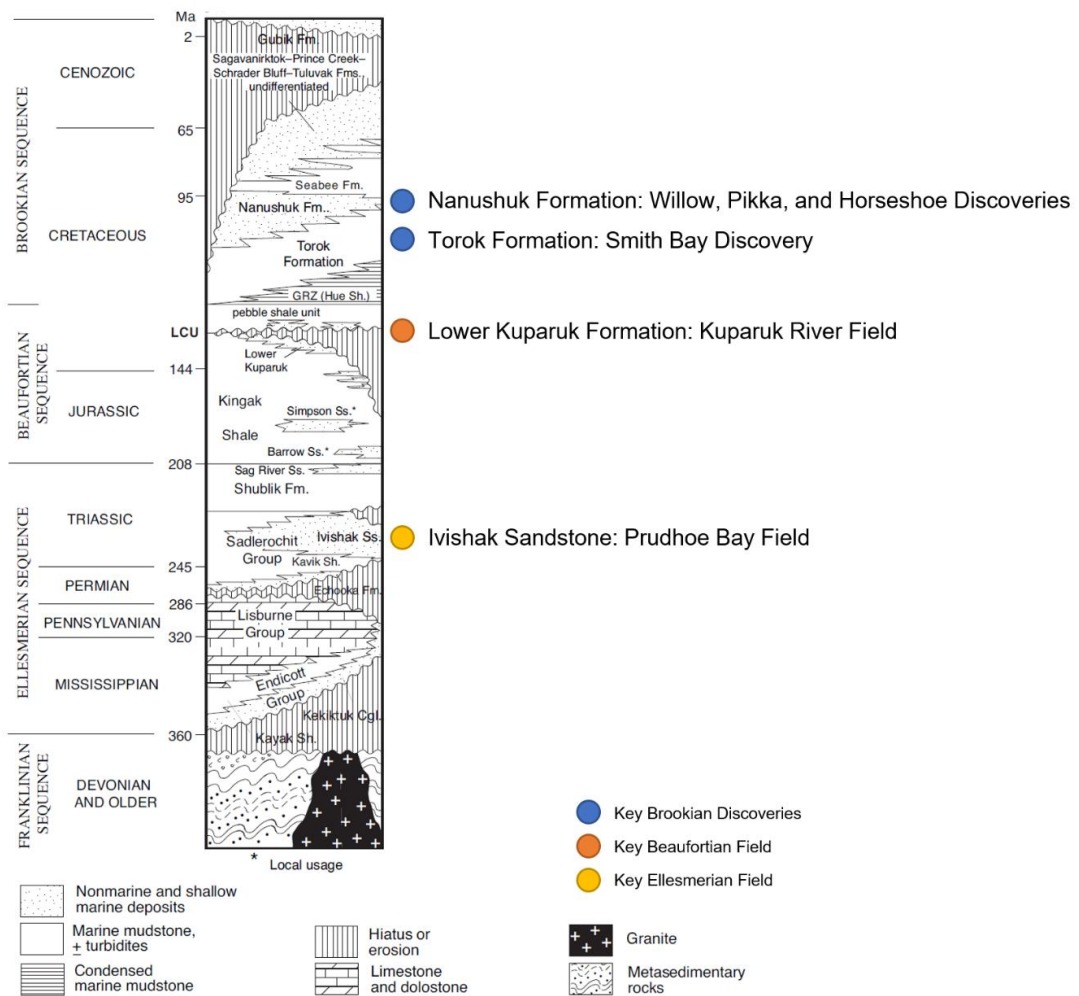 Ma
2
Gubik Fm.
Sagavanirktok–Prince Creek–
Schrader Bluff–Tuluvak Fms.,
undifferentiated
CENOZOIC
65
BROOKIAN SEQUENCE
Seabee Fm.
95
Nanushuk Fm..
Nanushuk Formation: Willow, Pikka, and Horseshoe Discoveries
CRETACEOUS
Torok
Formation
Torok Formation: Smith Bay Discovery
GRZ (Hue Sh.)
pebble shale unit
LCU
Lower Kuparuk Formation: Kuparuk River Field
Lower
Kuparuk
144
BEAUFORTIAN
SEQUENCE
Kingak
JURASSIC
Simpson Ss.*
Shale
Barrow Ss.*
208
Sag River Ss.
Shublik Fm.
TRIASSIC
Ivishak Ss.
Ivishak Sandstone: Prudhoe Bay Field
Sadlerochit
Group
Kavik Sh.
245
ELLESMERIAN SEQUENCE
PERMIAN
Echooka Fm.
286
Lisburne
Group
PENNSYLVANIAN
320
MISSISSIPPIAN
Endicott
Group
Kekiktuk Cgl.
360
Kayak Sh.
FRANKLINIAN
SEQUENCE
DEVONIAN
AND OLDER
* Local usage
Key Brookian Discoveries
Key Beaufortian Field
Key Ellesmerian Field
Nonmarine and shallow
marine deposits
Marine mudstone,
± turbidites
Condensed
marine mudstone
Hiatus or
erosion
Limestone
and dolostone
Granite
Metasedimentary
rocks